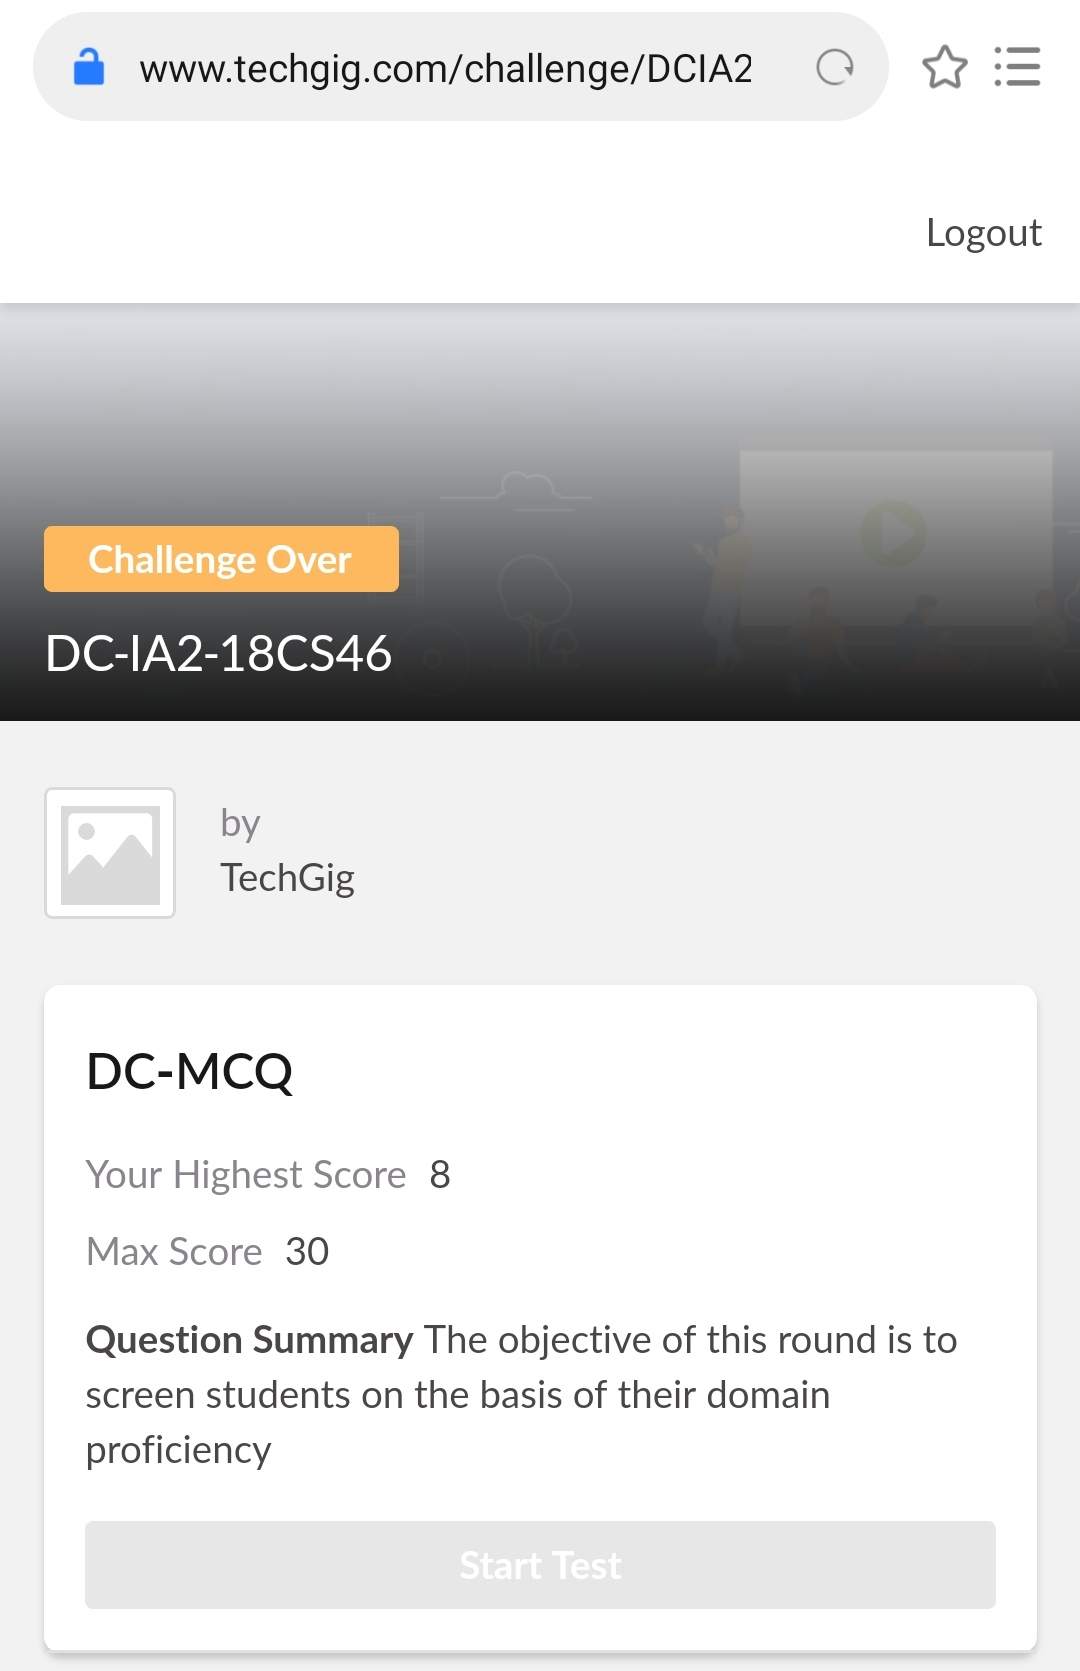 www.techgig.com/challenge/DCIA2
Logout
Challenge Over
DC-IA2-18CS46
by
TechGig
DC-MCQ
Your Highest Score 8
Max Score 30
Question Summary The objective of this round is to
screen students on the basis of their domain
proficiency
Start Test